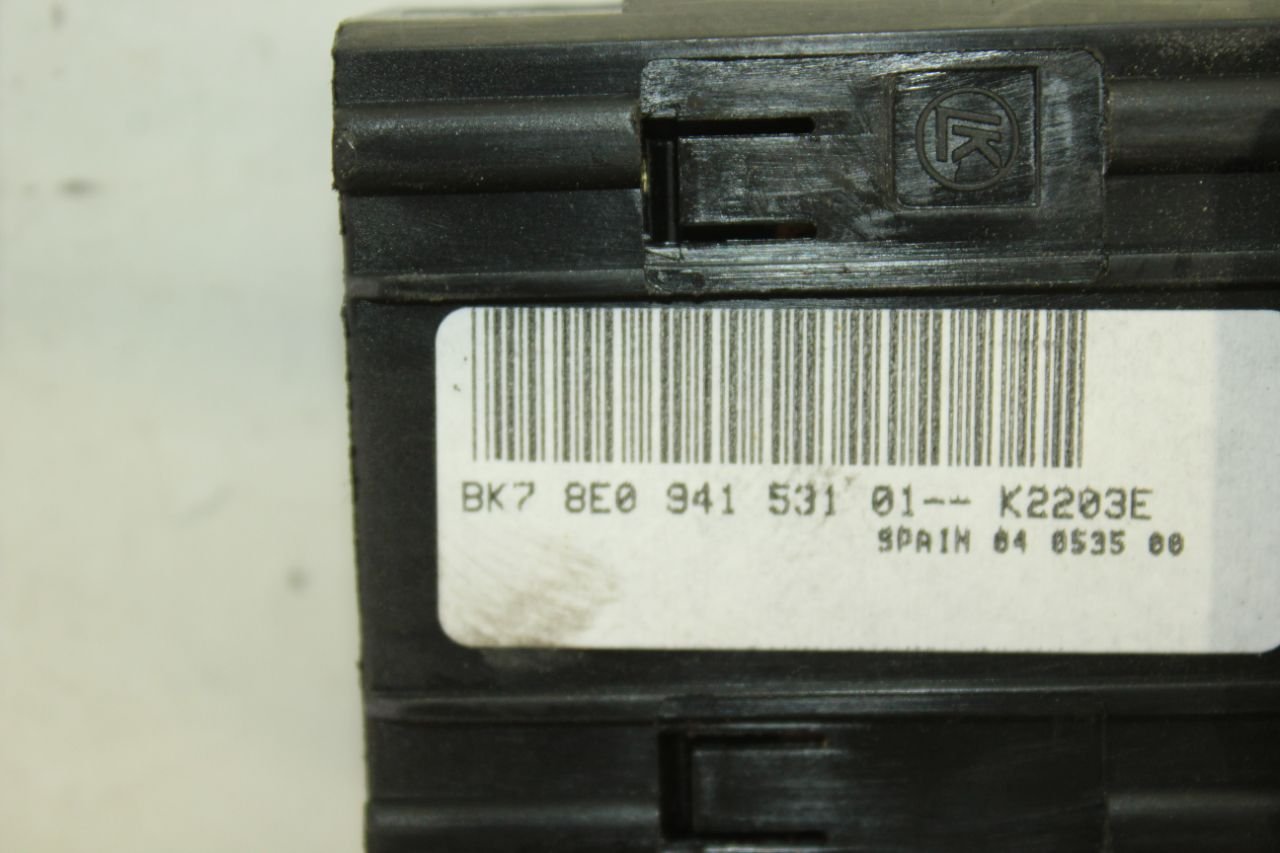 LK
BK7 8E0 941 531 01-- K2203E
SPAIN 04 0535 00